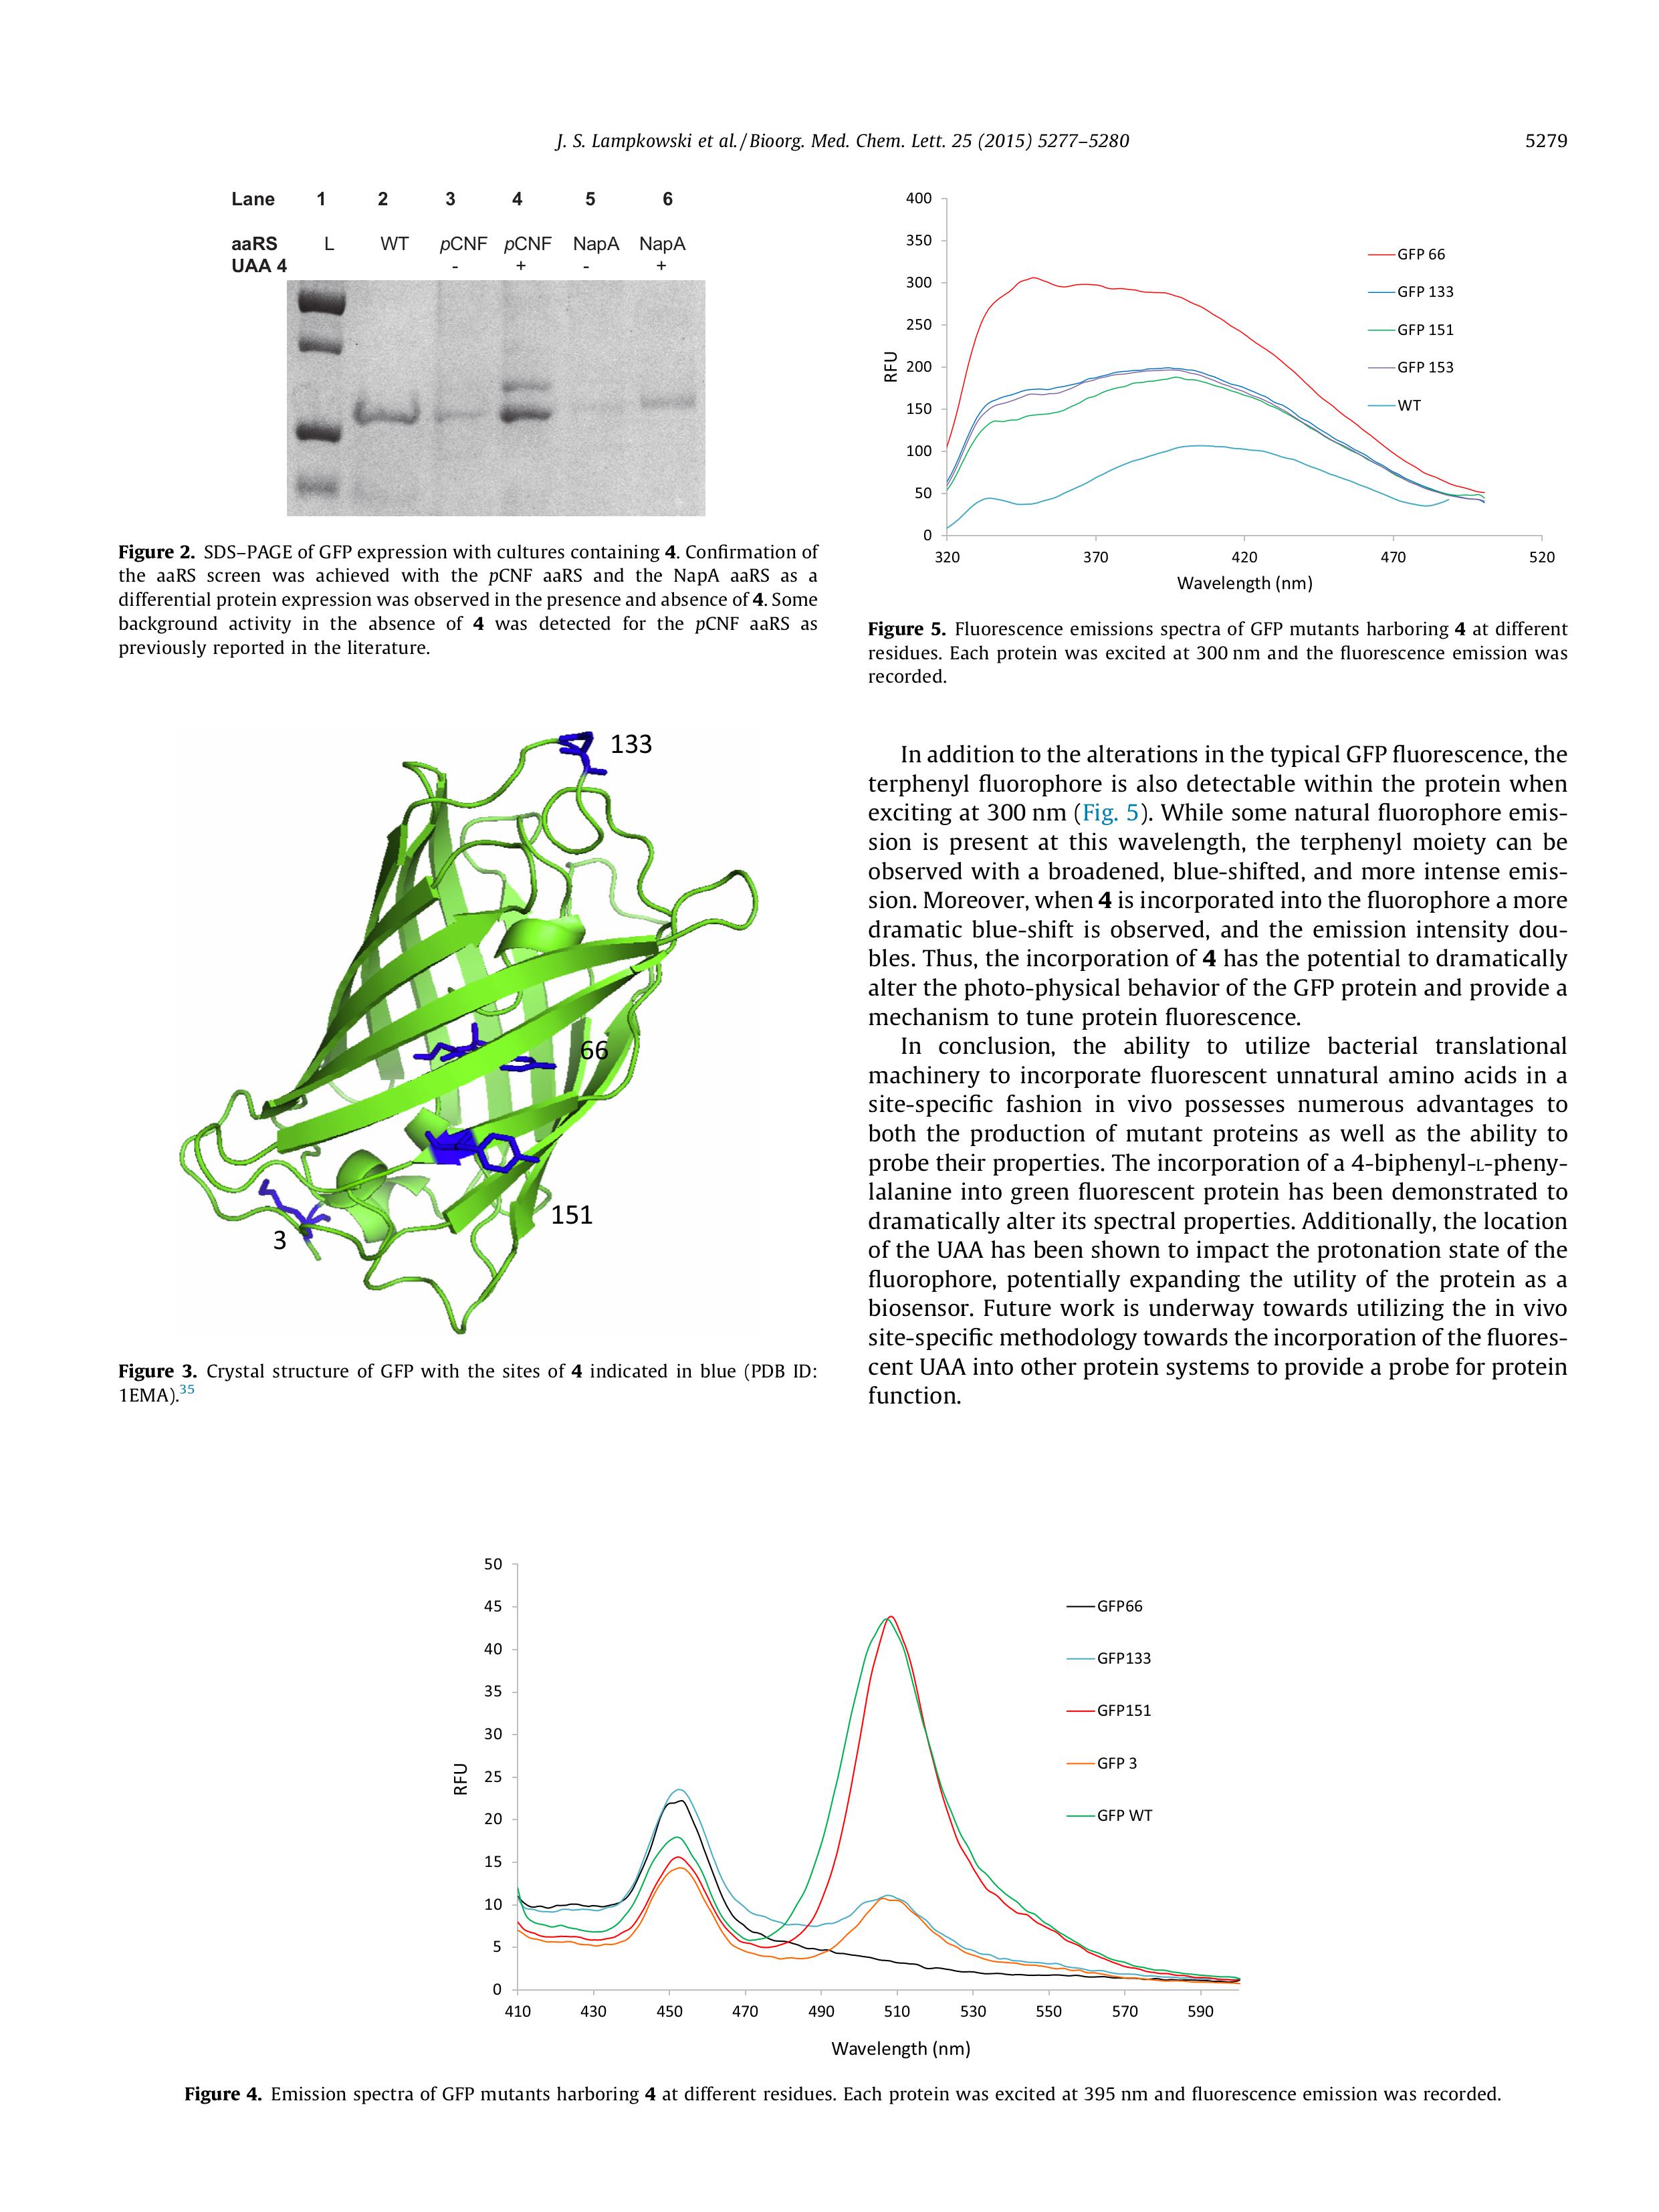 J. S. Lampkowski et al. / Bioorg. Med. Chem. Lett. 25 (2015) 5277–5280
5279
Lane 1 2 3 4 5 6
aaRS L WT pCNF pCNF NapA NapA
UAA 4 - + - +
Figure 2. SDS–PAGE of GFP expression with cultures containing 4. Confirmation of
the aaRS screen was achieved with the pCNF aaRS and the NapA aaRS as a
differential protein expression was observed in the presence and absence of 4. Some
background activity in the absence of 4 was detected for the pCNF aaRS as
previously reported in the literature.
133
66
151
3
Figure 3. Crystal structure of GFP with the sites of 4 indicated in blue (PDB ID:
1EMA).35
400
350
300
250
200
150
100
50
0
RFU
320 370 420 470 520
Wavelength (nm)
GFP 66
GFP 133
GFP 151
GFP 153
WT
Figure 5. Fluorescence emissions spectra of GFP mutants harboring 4 at different
residues. Each protein was excited at 300 nm and the fluorescence emission was
recorded.
In addition to the alterations in the typical GFP fluorescence, the
terphenyl fluorophore is also detectable within the protein when
exciting at 300 nm (Fig. 5). While some natural fluorophore emis-
sion is present at this wavelength, the terphenyl moiety can be
observed with a broadened, blue-shifted, and more intense emis-
sion. Moreover, when 4 is incorporated into the fluorophore a more
dramatic blue-shift is observed, and the emission intensity dou-
bles. Thus, the incorporation of 4 has the potential to dramatically
alter the photo-physical behavior of the GFP protein and provide a
mechanism to tune protein fluorescence.
In conclusion, the ability to utilize bacterial translational
machinery to incorporate fluorescent unnatural amino acids in a
site-specific fashion in vivo possesses numerous advantages to
both the production of mutant proteins as well as the ability to
probe their properties. The incorporation of a 4-biphenyl-L-pheny-
lalanine into green fluorescent protein has been demonstrated to
dramatically alter its spectral properties. Additionally, the location
of the UAA has been shown to impact the protonation state of the
fluorophore, potentially expanding the utility of the protein as a
biosensor. Future work is underway towards utilizing the in vivo
site-specific methodology towards the incorporation of the fluores-
cent UAA into other protein systems to provide a probe for protein
function.
50
45
40
35
30
25
20
15
10
5
0
RFU
410 430 450 470 490 510 530 550 570 590
Wavelength (nm)
GFP66
GFP133
GFP151
GFP 3
GFP WT
Figure 4. Emission spectra of GFP mutants harboring 4 at different residues. Each protein was excited at 395 nm and fluorescence emission was recorded.